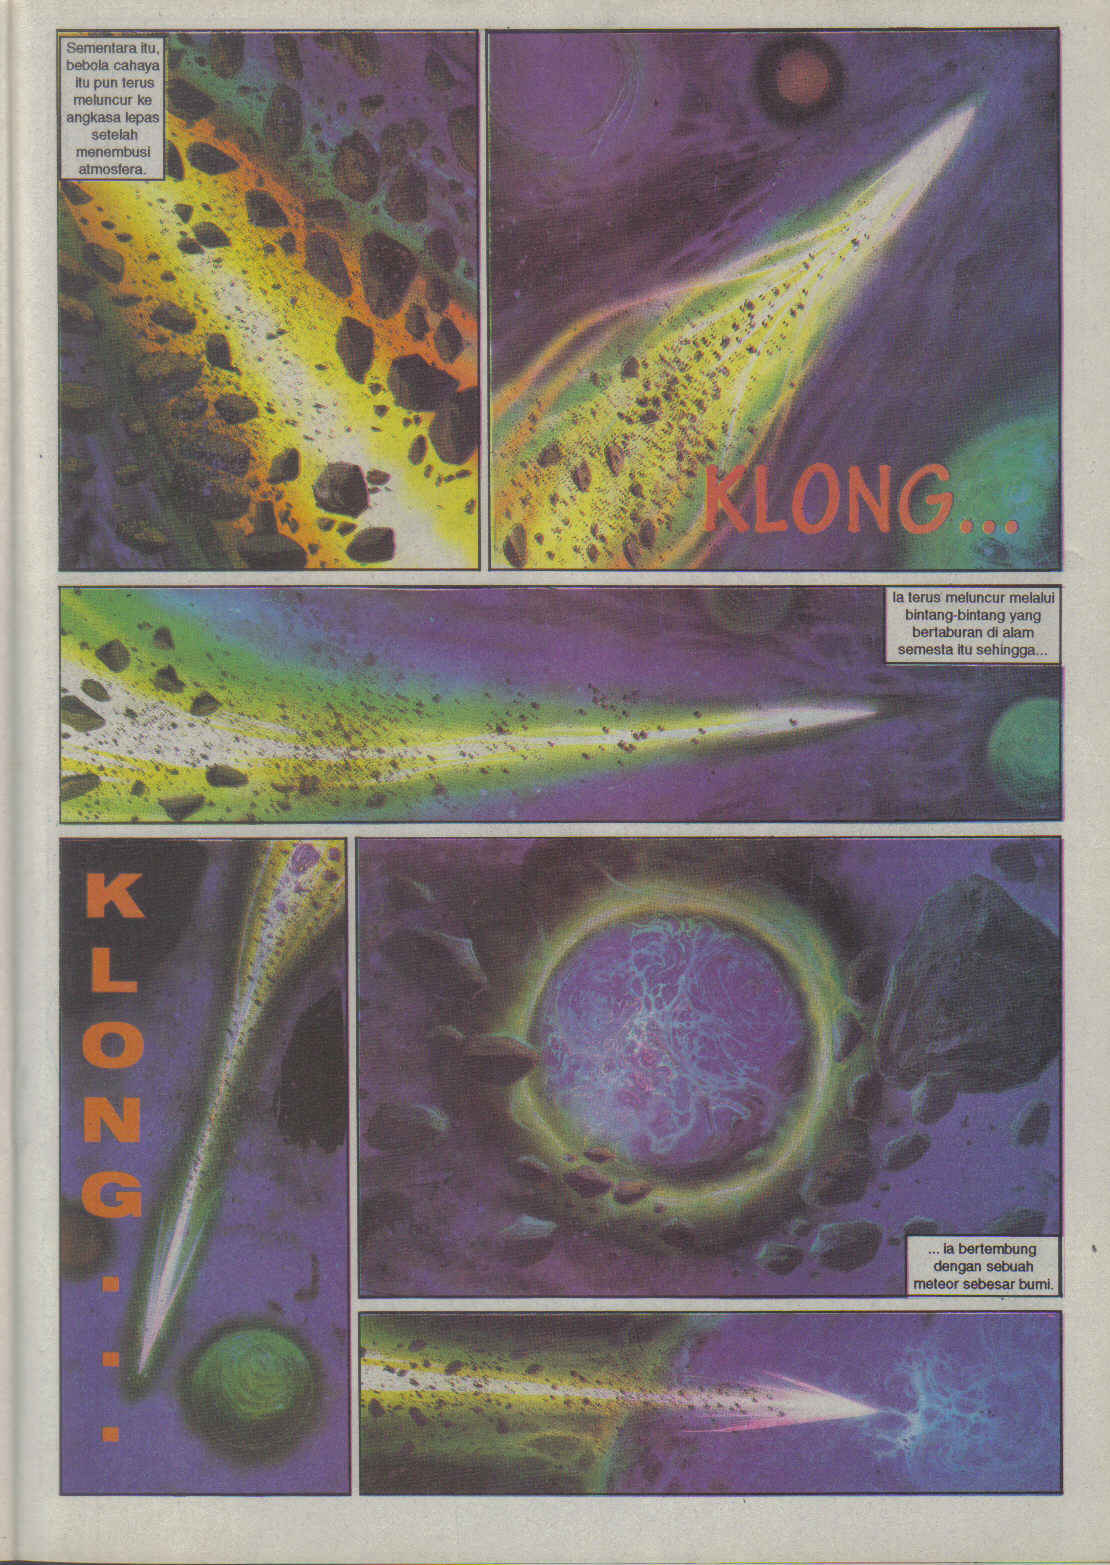 Sementara itu,
bebola cahaya
itu pun terus
meluncur ke
angkasa lepas
setelah
menembusi
atmosfera.
KLONG...
Ia terus meluncur melalui
bintang-bintang yang
bertaburan di alam
semesta itu sehingga...
KLONG...
... ia bertembung
dengan sebuah
meteor sebesar bumi.